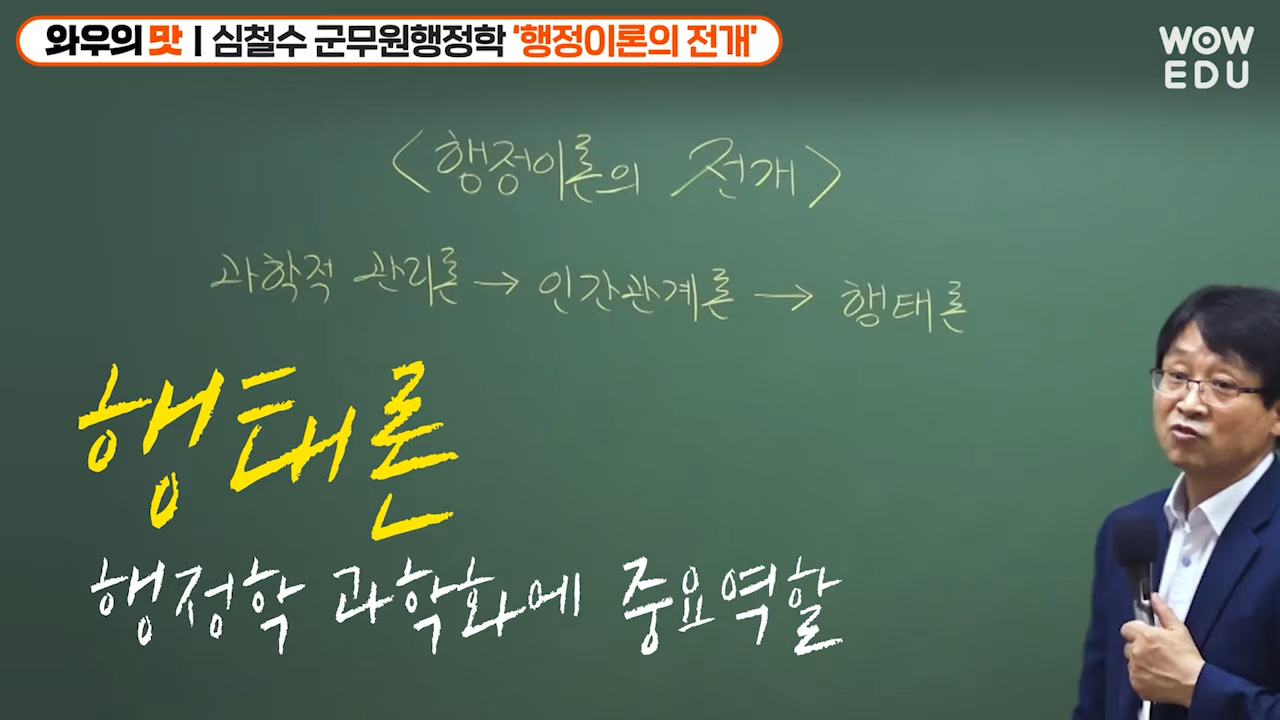 와우의 맛 | 심철수 군무원행정학 '행정이론의 전개'
WOW
EDU
<행정이론의 전개>
과학적 관리론 → 인간관계론 → 행태론
행태론
행정학 과학화에 중요역할